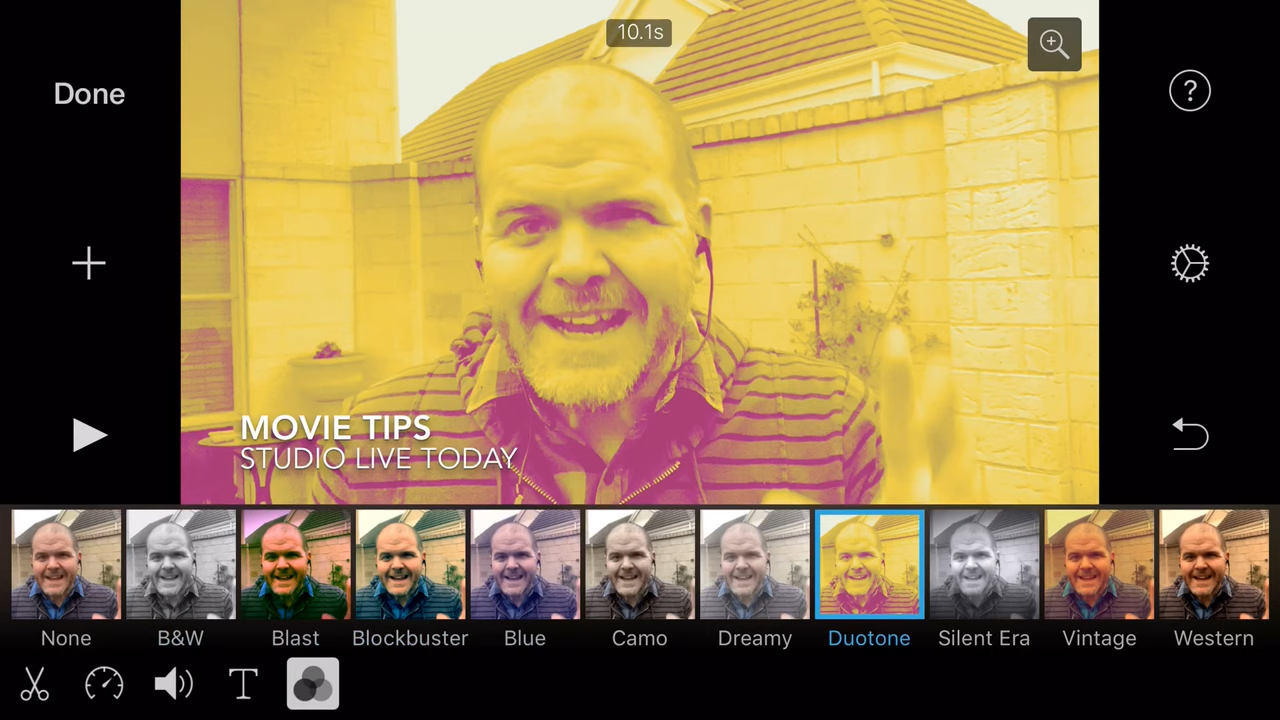 10.1s
Done
?
MOVIE TIPS
STUDIO LIVE TODAY
None B&W Blast Blockbuster Blue Camo Dreamy Duotone Silent Era Vintage Western
T